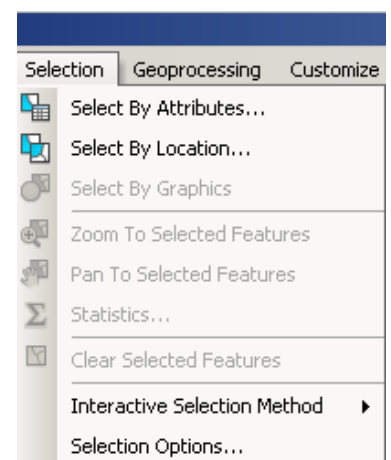 Selection Geoprocessing Customize
Select By Attributes...
Select By Location...
Select By Graphics
Zoom To Selected Features
Pan To Selected Features
Statistics...
Clear Selected Features
Interactive Selection Method
Selection Options...